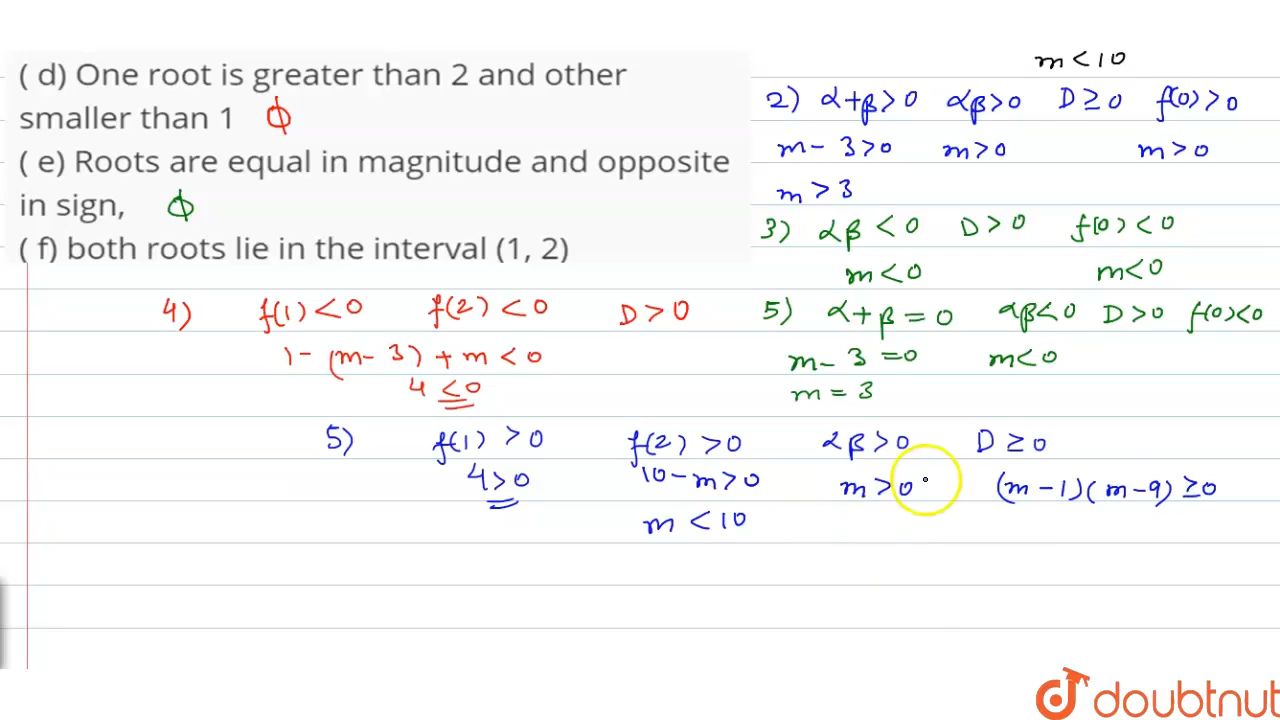 ( d) One root is greater than 2 and other
smaller than 1 ϕ
( e) Roots are equal in magnitude and opposite
in sign, ϕ
( f) both roots lie in the interval (1, 2)
m < 10
2) α+β>0 αβ>0 D≥0 f(0)>0
m-3>0 m>0 m>0
m>3
3) αβ<0 D>0 f(0)<0
m<0 m<0
4) f(1)<0 f(2)<0 D>0
1-(m-3)+m<0
4<0
5) α+β=0 αβ<0 D>0 f(0)<0
m-3=0 m<0
m=3
5) f(1)>0 f(2)>0 αβ>0 D≥0
4>0 10-m>0 m>0 (m-1)(m-9)≥0
m<10
doubtnut